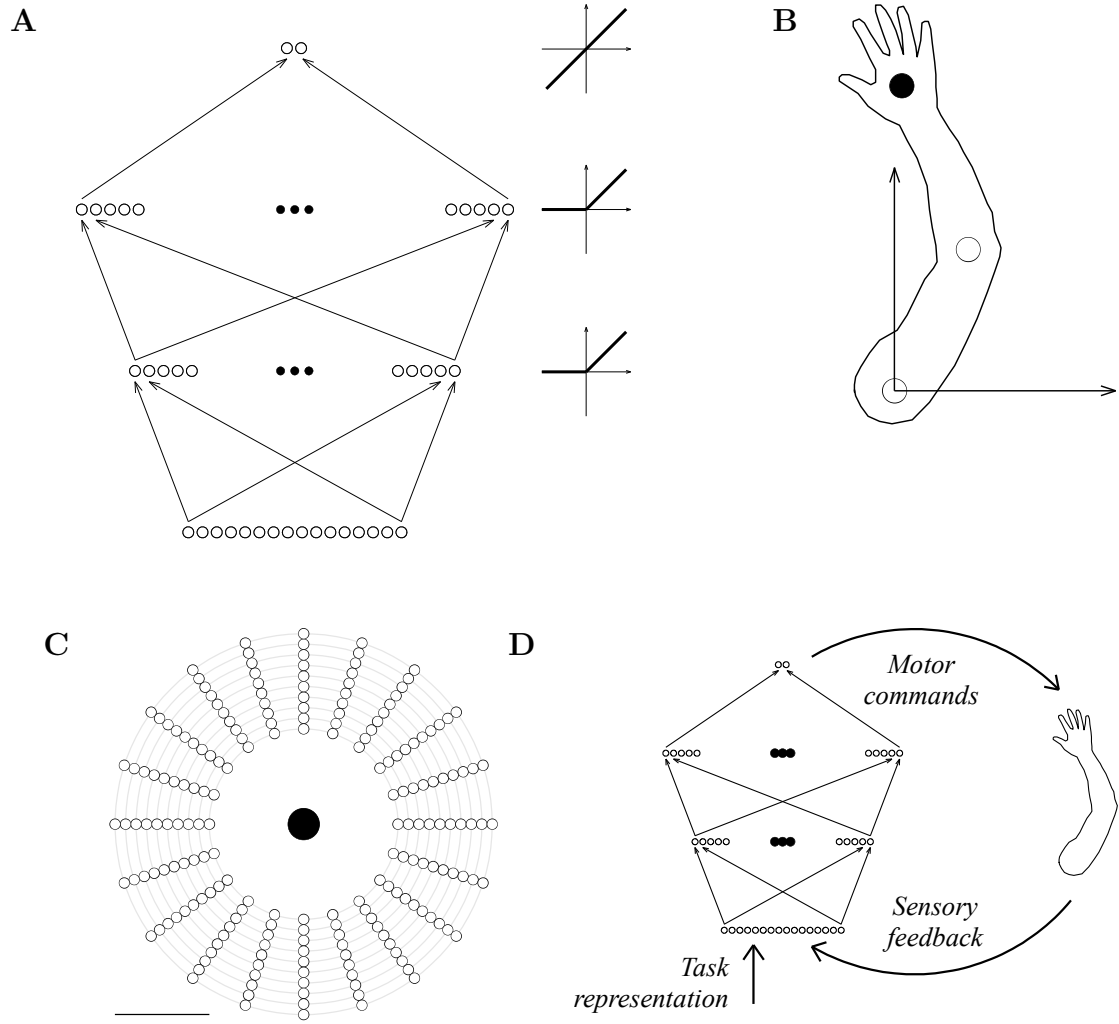 A
B
C
D
Motor
commands
Sensory
feedback
Task
representation